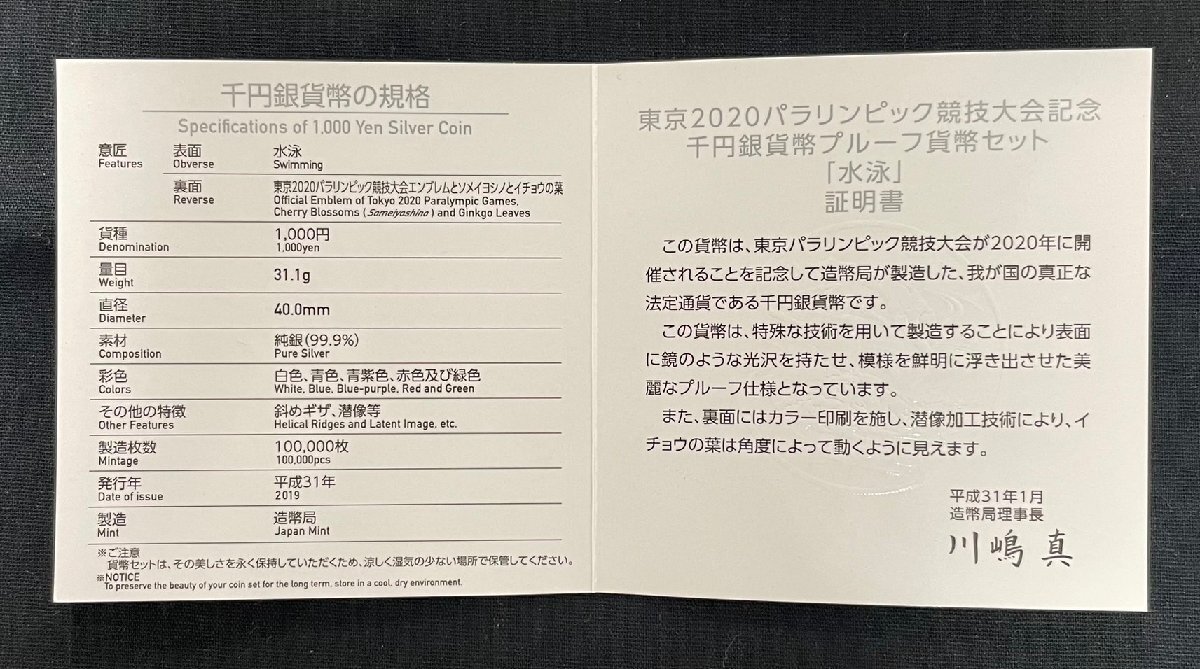 千円銀貨幣の規格
Specifications of 1,000 Yen Silver Coin
意匠 表面 水泳
Features Obverse Swimming
裏面 東京2020パラリンピック競技大会エンブレムとソメイヨシノとイチョウの葉
Reverse Official Emblem of Tokyo 2020 Paralympic Games,
Cherry Blossoms (Someiyoshino) and Ginkgo Leaves
貨種 1,000円
Denomination 1,000yen
量目 31.1g
Weight
直径 40.0mm
Diameter
素材 純銀(99.9%)
Composition Pure Silver
彩色 白色、青色、青紫色、赤色及び緑色
Colors White, Blue, Blue-purple, Red and Green
その他の特徴 斜めギザ、潜像等
Other Features Helical Ridges and Latent Image, etc.
製造枚数 100,000枚
Mintage 100,000pcs
発行年 平成31年
Date of issue 2019
製造 造幣局
Mint Japan Mint
※ご注意
貨幣セットは、その美しさを永く保持していただくため、涼しく湿気の少ない場所で保管してください。
※NOTICE
To preserve the beauty of your coin set for the long term, store in a cool, dry environment.
東京2020パラリンピック競技大会記念
千円銀貨幣プルーフ貨幣セット
「水泳」
証明書
この貨幣は、東京パラリンピック競技大会が2020年に開
催されることを記念して造幣局が製造した、我が国の真正な
法定通貨である千円銀貨幣です。
この貨幣は、特殊な技術を用いて製造することにより表面
に鏡のような光沢を持たせ、模様を鮮明に浮き出させた美
麗なプルーフ仕様となっています。
また、裏面にはカラー印刷を施し、潜像加工技術により、イ
チョウの葉は角度によって動くように見えます。
平成31年1月
造幣局理事長
川嶋 真